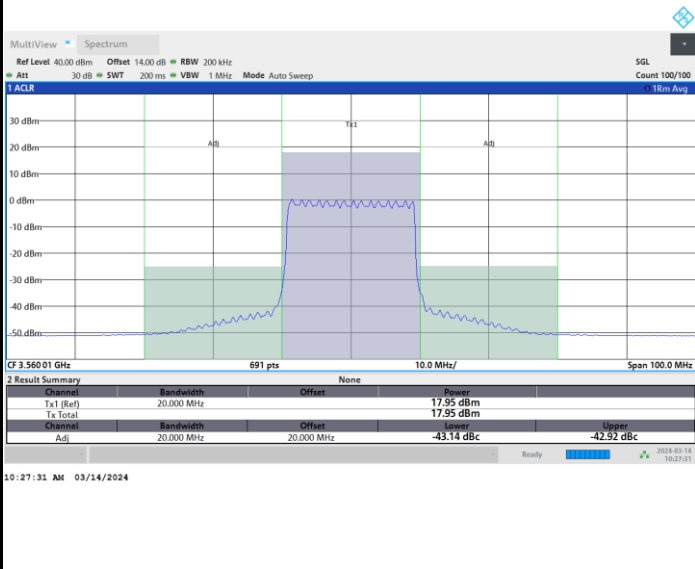 MultiView Spectrum
Ref Level 40.00 dBm Offset 14.00 dB RBW 200 kHz SGL
Att 30 dB SWT 200 ms VBW 1 MHz Mode Auto Sweep Count 100/100
1 ACLR 1Rm Avg
30 dBm
Tx1
20 dBm
Adj Adj
10 dBm
0 dBm
-10 dBm
-20 dBm
-30 dBm
-40 dBm
-50 dBm
CF 3.56001 GHz 691 pts 10.0 MHz/ Span 100.0 MHz
2 Result Summary None
Channel Bandwidth Offset Power
Tx1 (Ref) 20.000 MHz 17.95 dBm
Tx Total 17.95 dBm
Channel Bandwidth Offset Lower Upper
Adj 20.000 MHz 20.000 MHz -43.14 dBc -42.92 dBc
Ready 2024-03-14
10:27:31
10:27:31 AM 03/14/2024